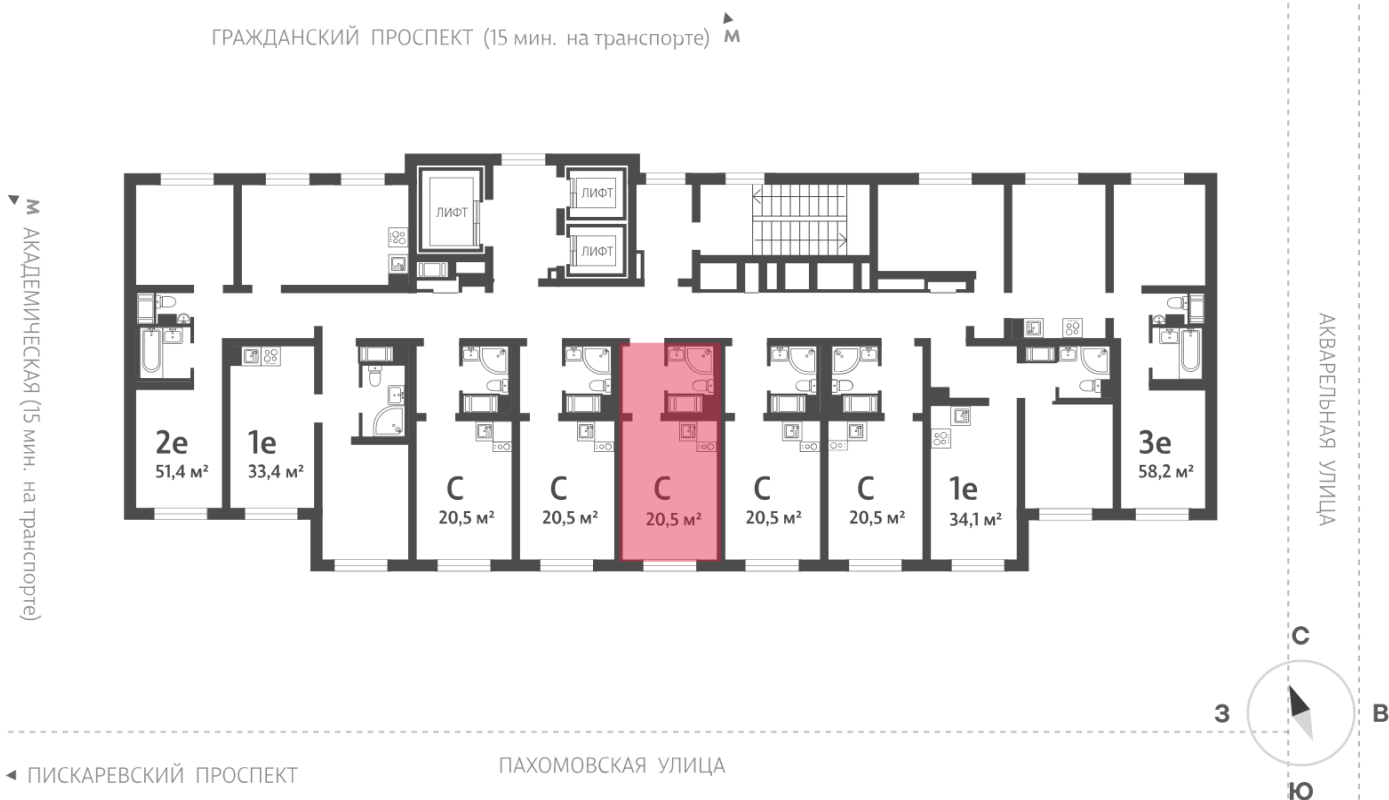 ГРАЖДАНСКИЙ ПРОСПЕКТ (15 мин. на транспорте) М
М АКАДЕМИЧЕСКАЯ (15 мин. на транспорте)
ЛИФТ
ЛИФТ
ЛИФТ
2е
51,4 м²
1е
33,4 м²
С
20,5 м²
С
20,5 м²
С
20,5 м²
С
20,5 м²
С
20,5 м²
1е
34,1 м²
3е
58,2 м²
АКВАРЕЛЬНАЯ УЛИЦА
С
З
В
Ю
ПАХОМОВСКАЯ УЛИЦА
ПИСКАРЕВСКИЙ ПРОСПЕКТ